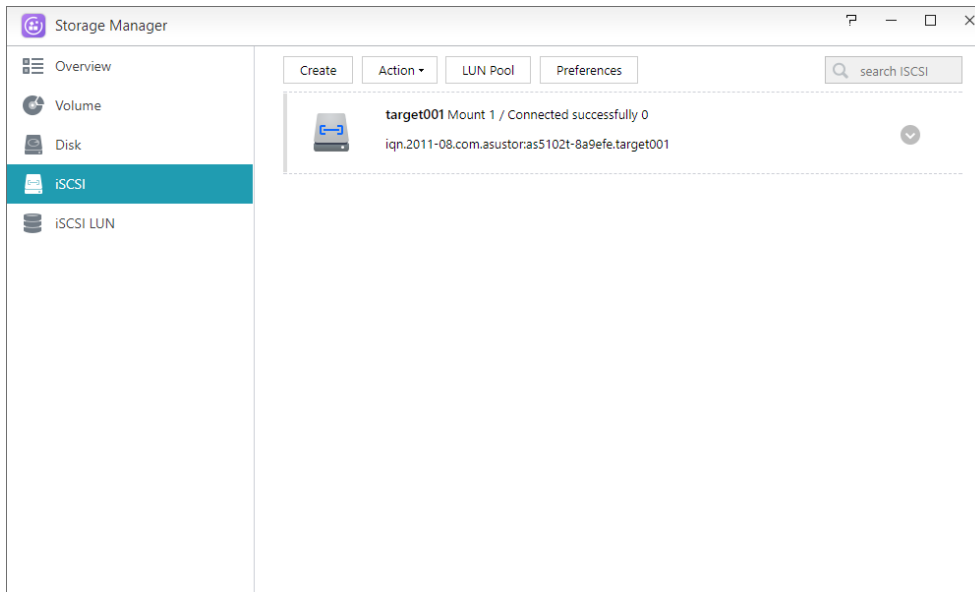 Storage Manager
Overview
Volume
Disk
iSCSI
iSCSI LUN
Create
Action
LUN Pool
Preferences
search ISCSI
target001 Mount 1 / Connected successfully 0
iqn.2011-08.com.asustor:as5102t-8a9efe.target001